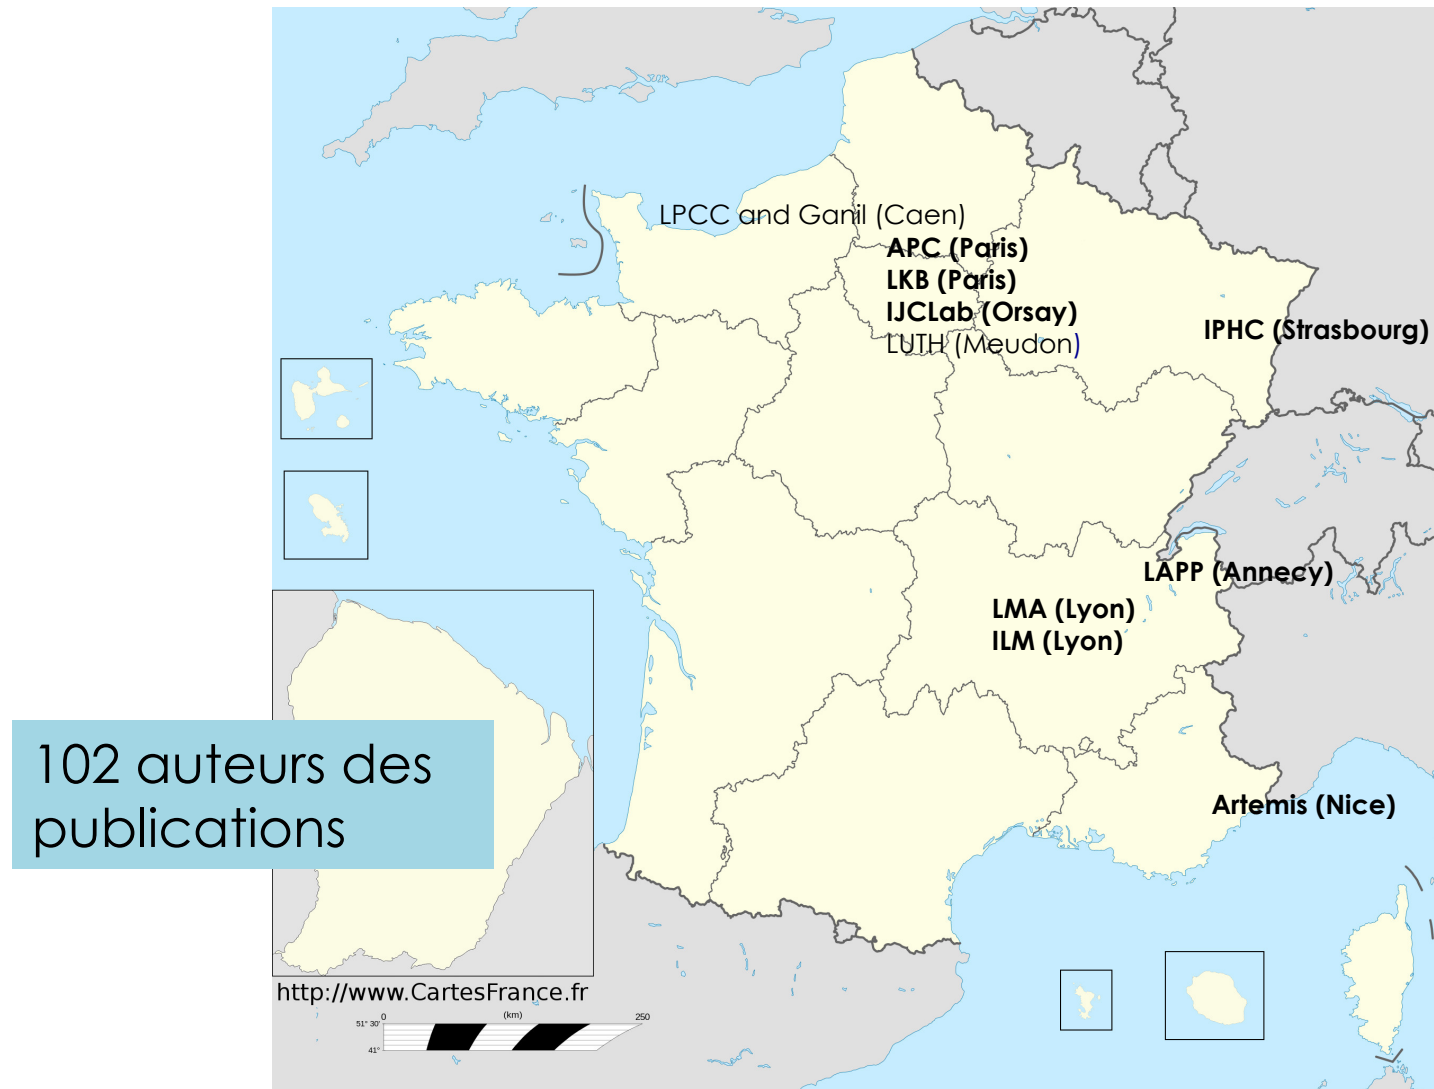 LPCC and Ganil (Caen)
APC (Paris)
LKB (Paris)
IJCLab (Orsay)
LUTH (Meudon)
IPHC (Strasbourg)
LAPP (Annecy)
LMA (Lyon)
ILM (Lyon)
102 auteurs des
publications
Artemis (Nice)
http://www.CartesFrance.fr
0 (km) 250
51° 30'
41°